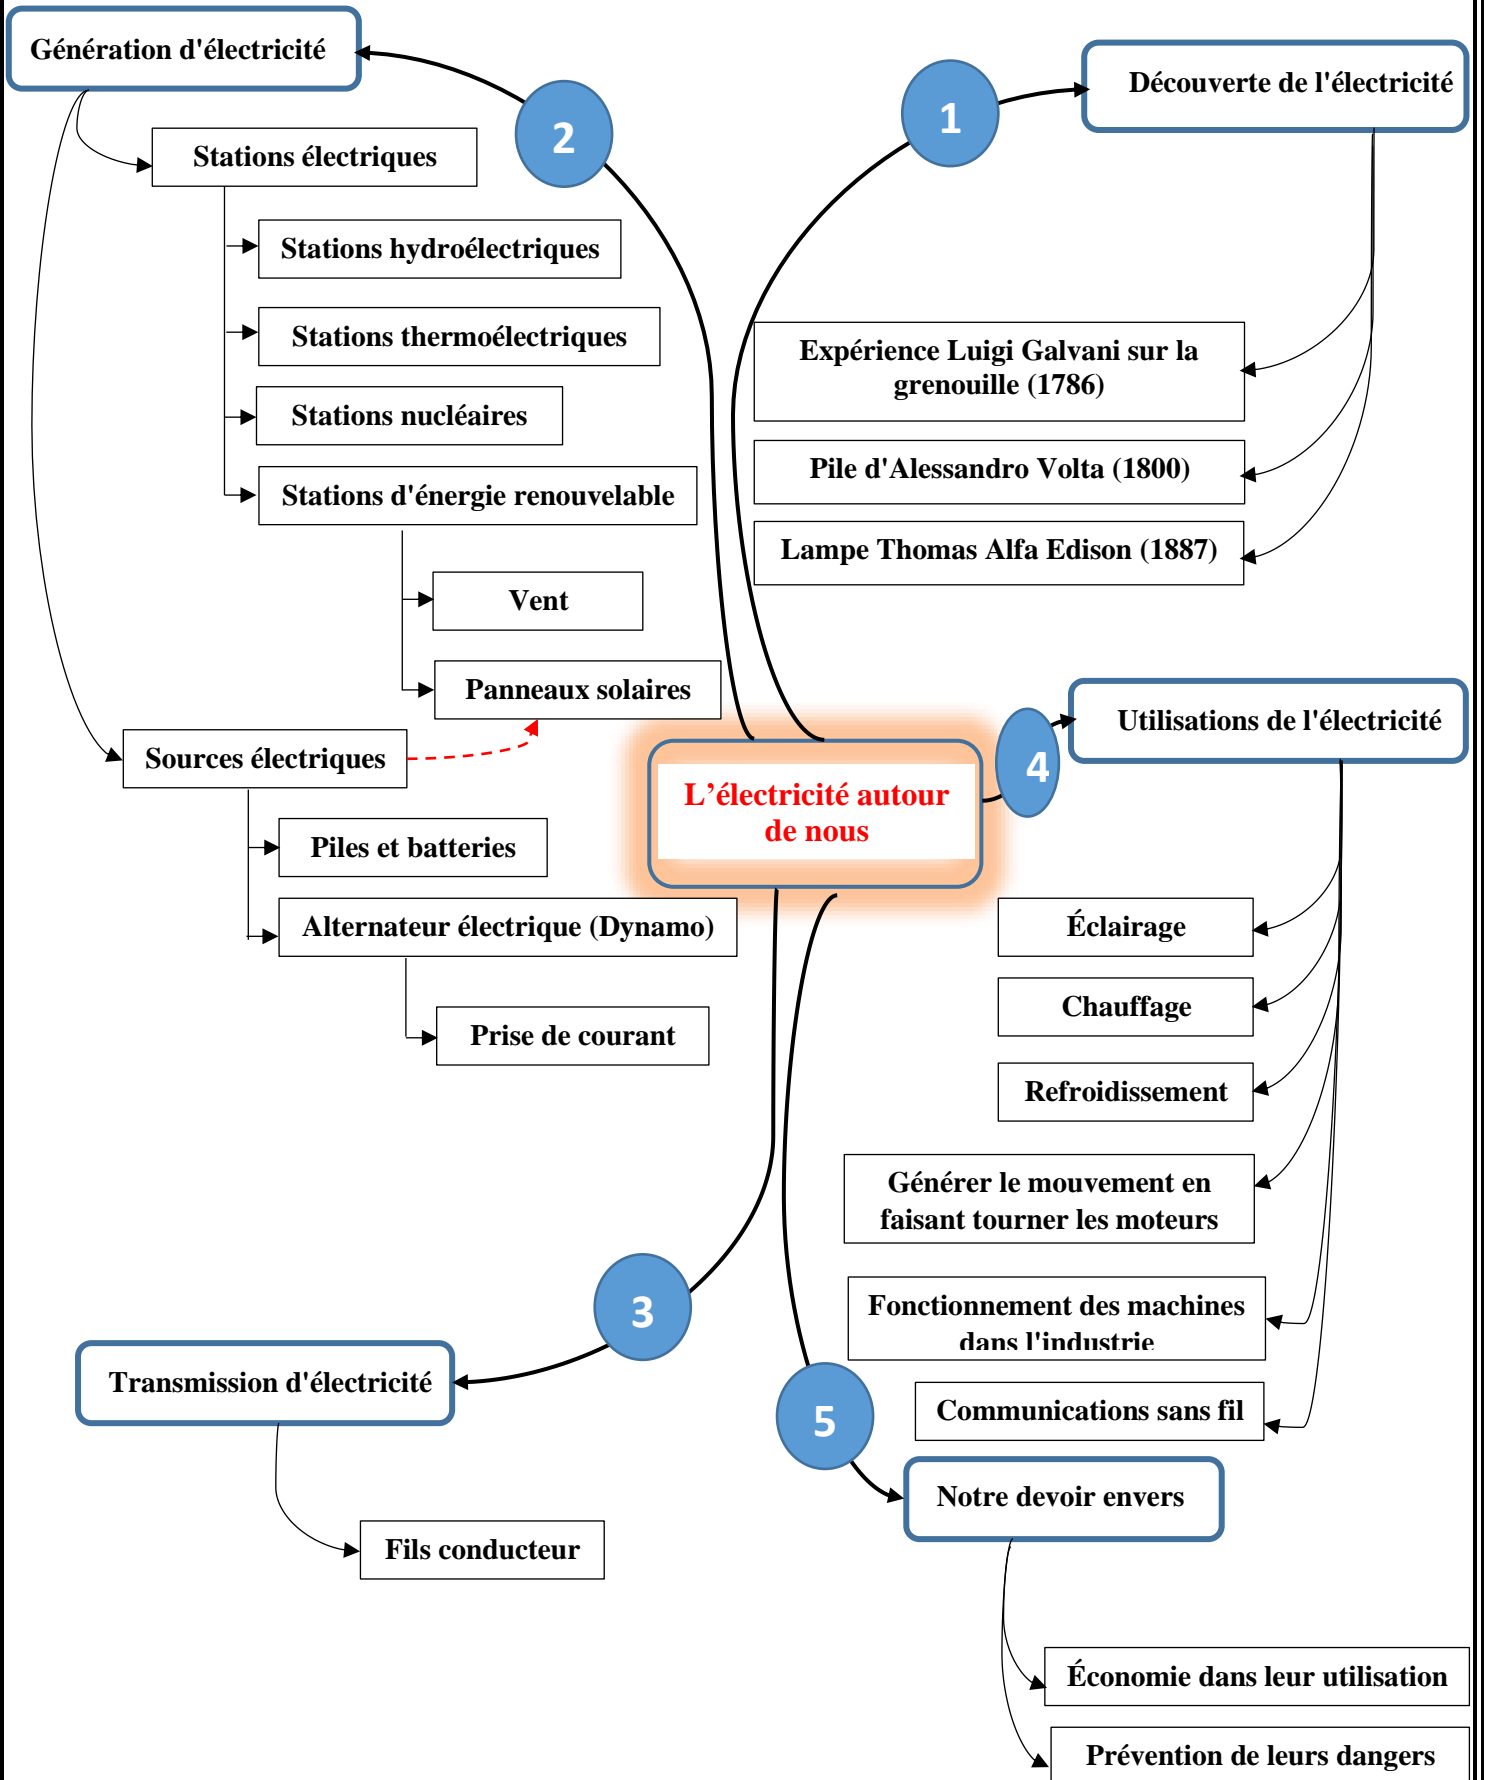 Génération d'électricité
Stations électriques
Stations hydroélectriques
Stations thermoélectriques
Stations nucléaires
Stations d'énergie renouvelable
Vent
Panneaux solaires
Sources électriques
Piles et batteries
Alternateur électrique (Dynamo)
Prise de courant
2
1
Découverte de l'électricité
Expérience Luigi Galvani sur la
grenouille (1786)
Pile d'Alessandro Volta (1800)
Lampe Thomas Alfa Edison (1887)
L’électricité autour
de nous
4
Utilisations de l'électricité
Éclairage
Chauffage
Refroidissement
Générer le mouvement en
faisant tourner les moteurs
Fonctionnement des machines
dans l'industrie
Communications sans fil
3
Transmission d'électricité
Fils conducteur
5
Notre devoir envers
Économie dans leur utilisation
Prévention de leurs dangers